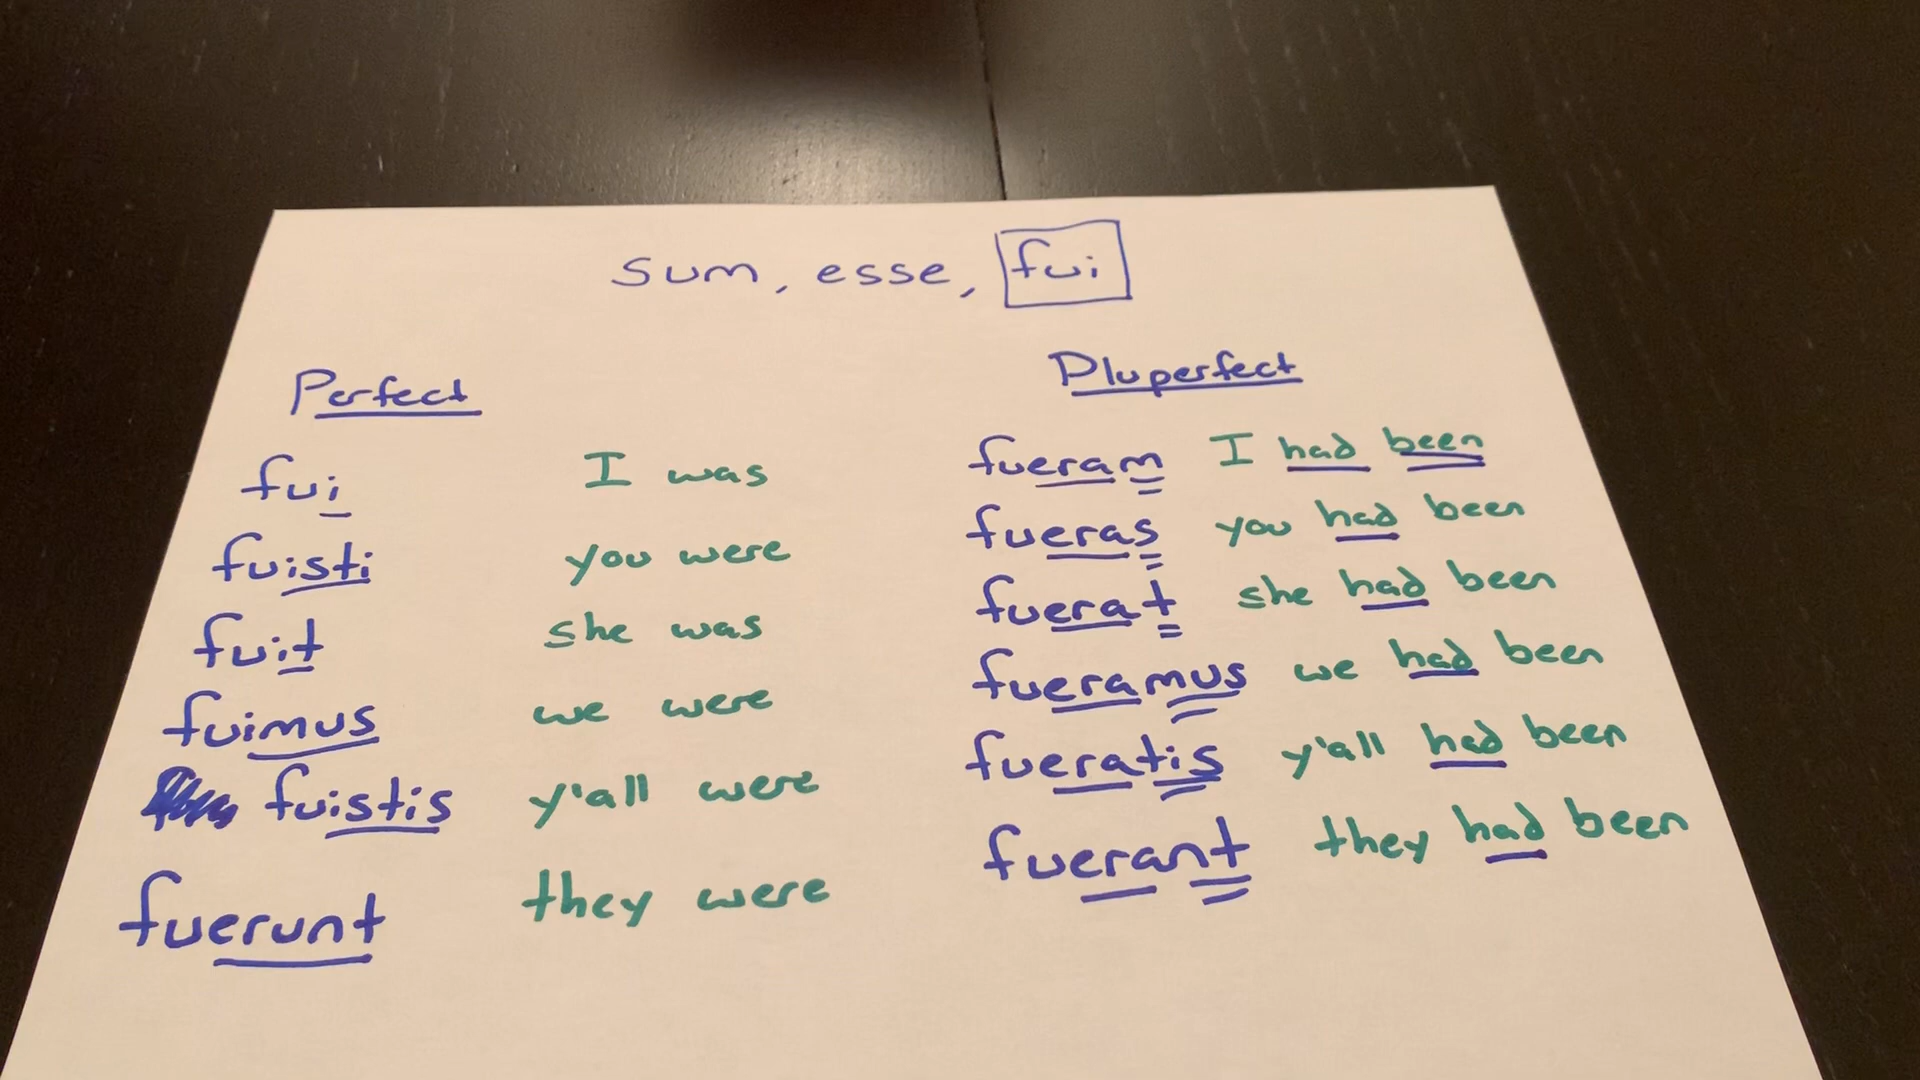 sum, esse, fui
Perfect
fui I was
fuisti you were
fuit she was
fuimus we were
fuistis y'all were
fuerunt they were
Pluperfect
fueram I had been
fueras you had been
fuerat she had been
fueramus we had been
fueratis y'all had been
fuerant they had been